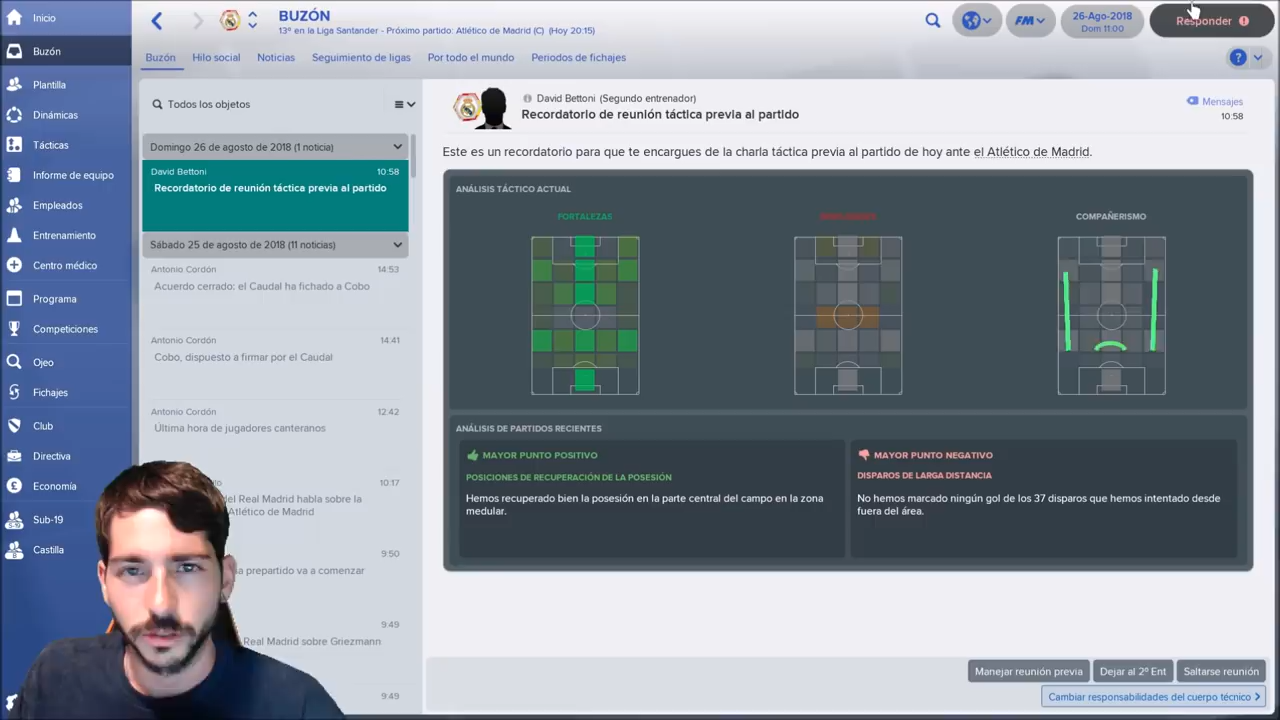 Inicio
Buzón
Plantilla
Dinámicas
Tácticas
Informe de equipo
Empleados
Entrenamiento
Centro médico
Programa
Competiciones
Ojeo
Fichajes
Club
Directiva
Economía
Sub-19
Castilla
BUZÓN
13º en la Liga Santander - Próximo partido: Atlético de Madrid (C) (Hoy 20:15)
FM
26-Ago-2018
Dom 11:00
Responder
Buzón
Hilo social
Noticias
Seguimiento de ligas
Por todo el mundo
Periodos de fichajes
Todos los objetos
Domingo 26 de agosto de 2018 (1 noticia)
David Bettoni 10:58
Recordatorio de reunión táctica previa al partido
Sábado 25 de agosto de 2018 (11 noticias)
Antonio Cordón 14:53
Acuerdo cerrado: el Caudal ha fichado a Cobo
Antonio Cordón 14:41
Cobo, dispuesto a firmar por el Caudal
Antonio Cordón 12:42
Última hora de jugadores canteranos
10:17
del Real Madrid habla sobre la
Atlético de Madrid
9:50
prepartido va a comenzar
9:49
Real Madrid sobre Griezmann
9:49
David Bettoni (Segundo entrenador)
Recordatorio de reunión táctica previa al partido
Mensajes
10:58
Este es un recordatorio para que te encargues de la charla táctica previa al partido de hoy ante el Atlético de Madrid.
ANÁLISIS TÁCTICO ACTUAL
FORTALEZAS
COMPAÑERISMO
ANÁLISIS DE PARTIDOS RECIENTES
MAYOR PUNTO POSITIVO
POSICIONES DE RECUPERACIÓN DE LA POSESIÓN
Hemos recuperado bien la posesión en la parte central del campo en la zona
medular.
MAYOR PUNTO NEGATIVO
DISPAROS DE LARGA DISTANCIA
No hemos marcado ningún gol de los 37 disparos que hemos intentado desde
fuera del área.
Manejar reunión previa
Dejar al 2º Ent
Saltarse reunión
Cambiar responsabilidades del cuerpo técnico